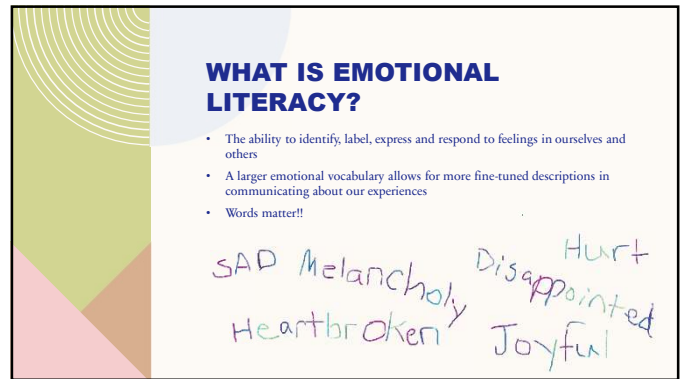 WHAT IS EMOTIONAL
LITERACY?
• The ability to identify, label, express and respond to feelings in ourselves and
others
• A larger emotional vocabulary allows for more fine-tuned descriptions in
communicating about our experiences
• Words matter!!
SAD Melancholy Disappointed Hurt
Heartbroken Joyful